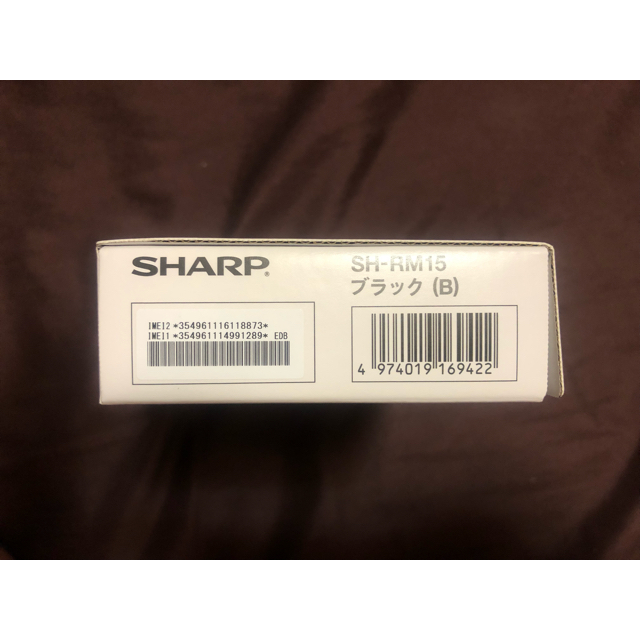 SHARP
IMEI2 *354961116118873*
IMEI1 *354961114991289* EDB
SH-RM15
ブラック (B)
4 974019 169422